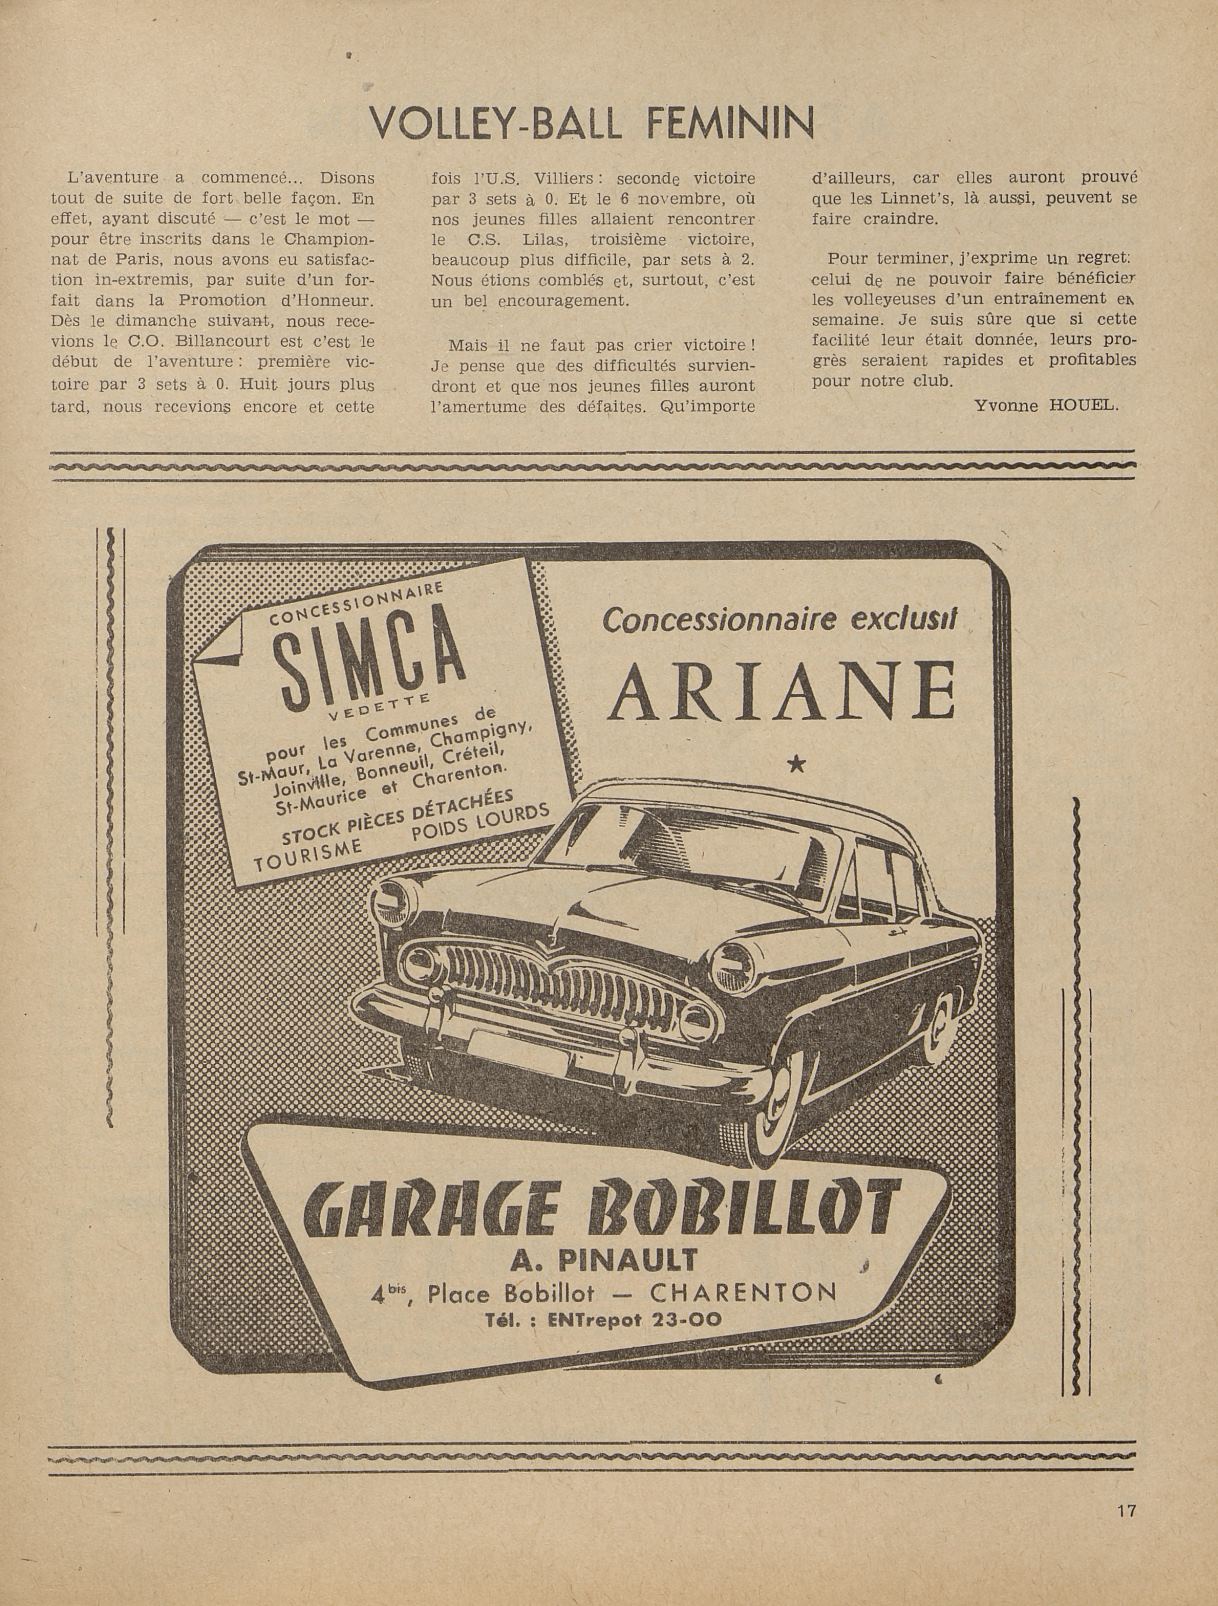 VOLLEY-BALL FEMININ
L'aventure a commencé... Disons
tout de suite de fort belle façon. En
effet, ayant discuté — c'est le mot —
pour être inscrits dans le Champion-
nat de Paris, nous avons eu satisfac-
tion in-extremis, par suite d'un for-
fait dans la Promotion d'Honneur.
Dès le dimanche suivant, nous rece-
vions le C.O. Billancourt est c'est le
début de l'aventure : première vic-
toire par 3 sets à 0. Huit jours plus
tard, nous recevions encore et cette
fois l'U.S. Villiers : seconde victoire
par 3 sets à 0. Et le 6 novembre, où
nos jeunes filles allaient rencontrer
le C.S. Lilas, troisième victoire,
beaucoup plus difficile, par sets à 2.
Nous étions comblés et, surtout, c'est
un bel encouragement.
Mais il ne faut pas crier victoire !
Je pense que des difficultés survien-
dront et que nos jeunes filles auront
l'amertume des défaites. Qu'importe
d'ailleurs, car elles auront prouvé
que les Linnet's, là aussi, peuvent se
faire craindre.
Pour terminer, j'exprime un regret:
celui de ne pouvoir faire bénéficier
les volleyeuses d'un entraînement en
semaine. Je suis sûre que si cette
facilité leur était donnée, leurs pro-
grès seraient rapides et profitables
pour notre club.
Yvonne HOUEL.
CONCESSIONNAIRE
SIMCA
VEDETTE
pour les Communes de
St-Maur, La Varenne, Champigny,
Joinville, Bonneuil, Créteil,
St-Maurice et Charenton.
STOCK PIÈCES DÉTACHÉES
TOURISME POIDS LOURDS
Concessionnaire exclusif
ARIANE
★
GARAGE BOBILLOT
A. PINAULT
4bis, Place Bobillot — CHARENTON
Tél. : ENTrepot 23-00
17